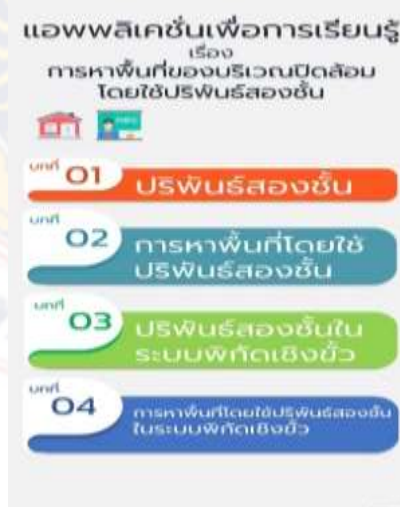 แอพพลิเคชั่นเพื่อการเรียนรู้
เรื่อง
การหาพื้นที่ของบริเวณปิดล้อม
โดยใช้ปริพันธ์สองชั้น
บทที่
01
ปริพันธ์สองชั้น
บทที่
02
การหาพื้นที่โดยใช้
ปริพันธ์สองชั้น
บทที่
03
ปริพันธ์สองชั้นใน
ระบบพิกัดเชิงขั้ว
บทที่
04
การหาพื้นที่โดยใช้ปริพันธ์สองชั้น
ในระบบพิกัดเชิงขั้ว